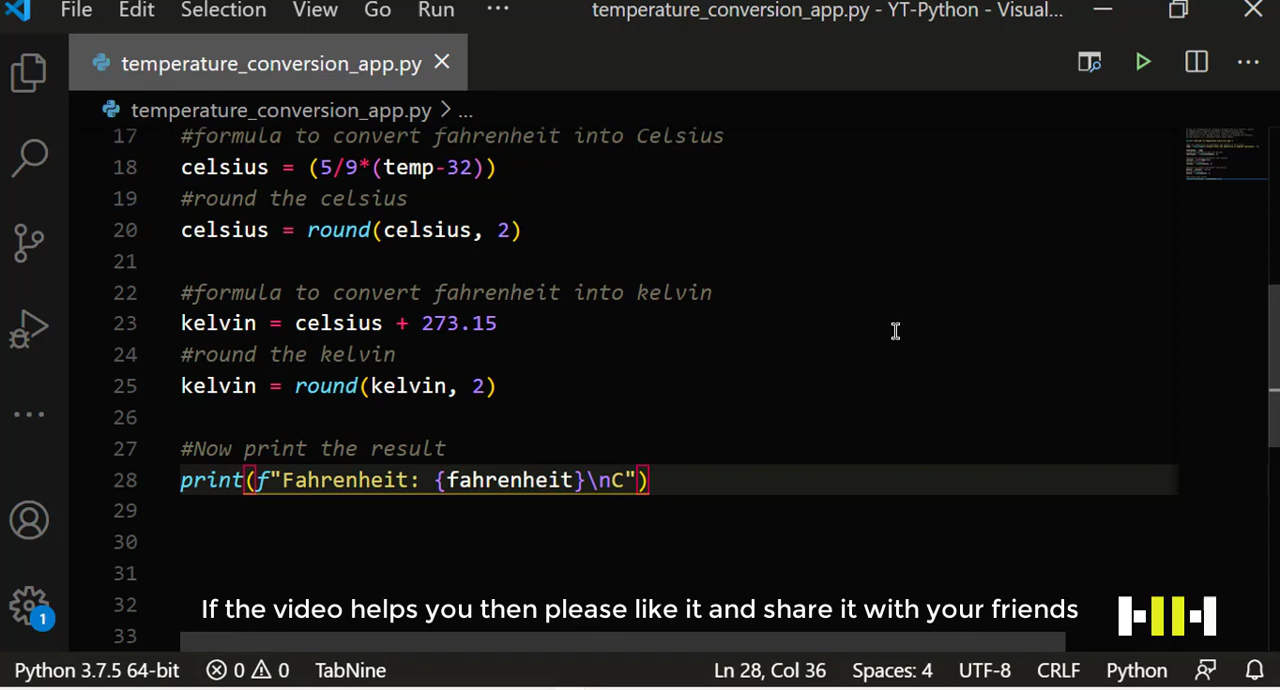 File Edit Selection View Go Run ··· temperature_conversion_app.py - YT-Python - Visual...
temperature_conversion_app.py
temperature_conversion_app.py > ...
17 #formula to convert fahrenheit into Celsius
18 celsius = (5/9*(temp-32))
19 #round the celsius
20 celsius = round(celsius, 2)
21
22 #formula to convert fahrenheit into kelvin
23 kelvin = celsius + 273.15
24 #round the kelvin
25 kelvin = round(kelvin, 2)
26
27 #Now print the result
28 print(f"Fahrenheit: {fahrenheit}\nC")
29
30
31
32
If the video helps you then please like it and share it with your friends
33
1
Python 3.7.5 64-bit 0 0 TabNine Ln 28, Col 36 Spaces: 4 UTF-8 CRLF Python